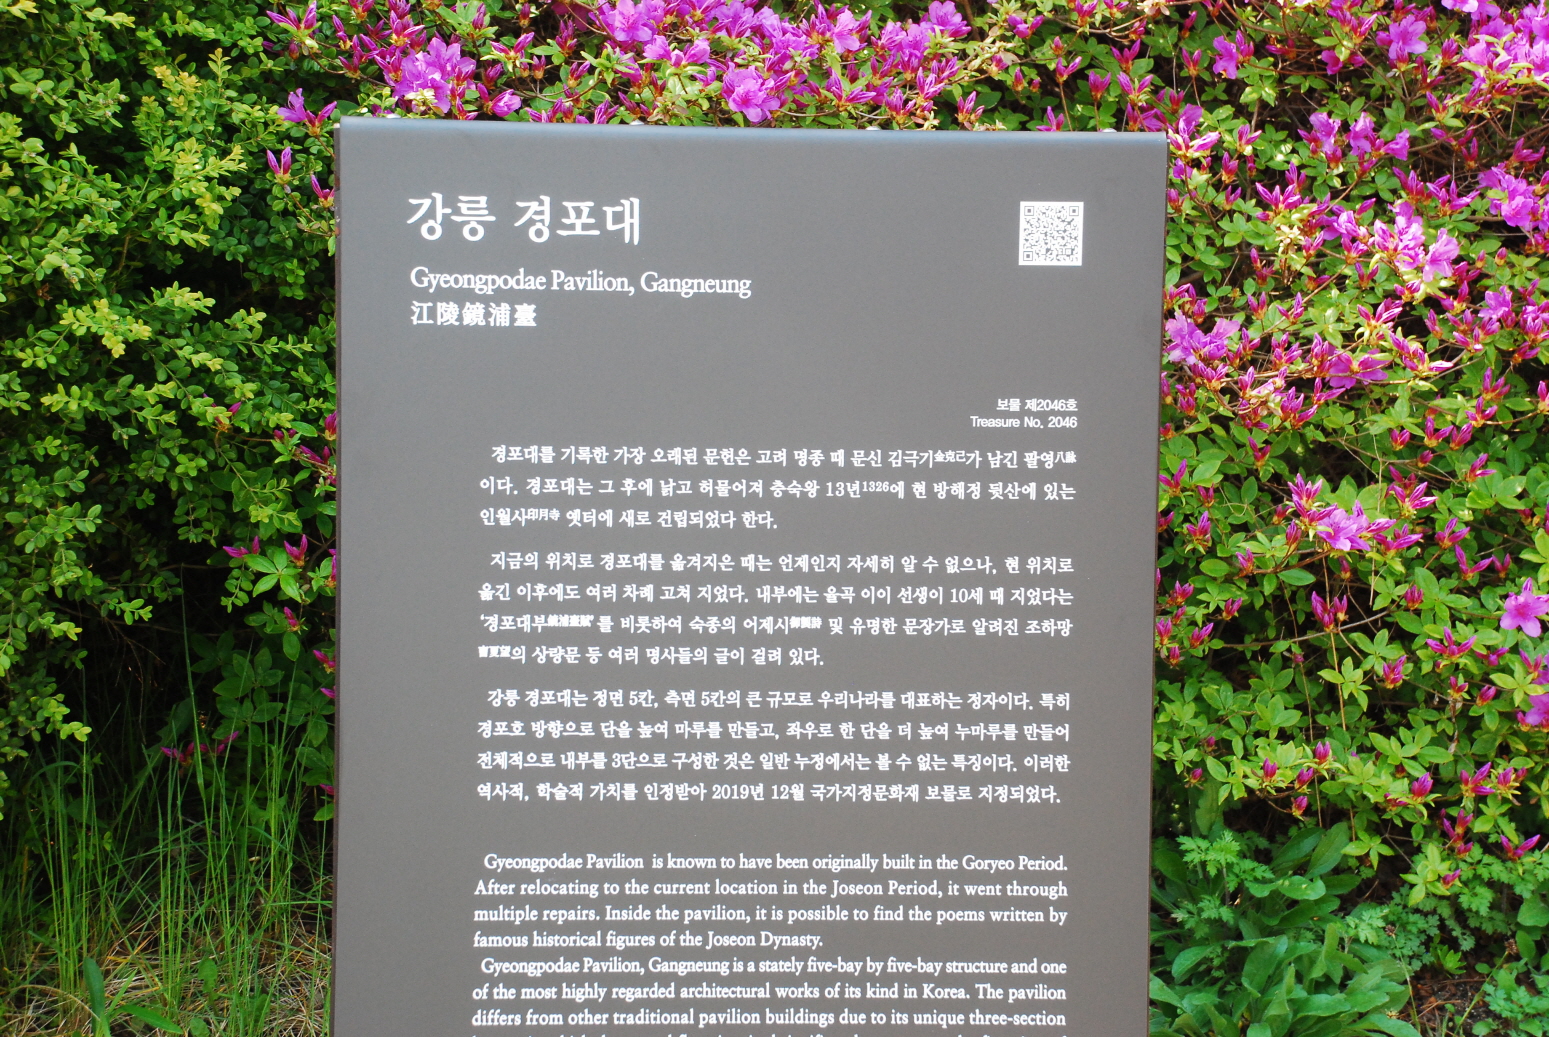 강릉 경포대
Gyeongpodae Pavilion, Gangneung
江陵鏡浦臺
보물 제2046호
Treasure No. 2046
경포대를 기록한 가장 오래된 문헌은 고려 명종 때 문신 김극기金克己가 남긴 팔영八詠
이다. 경포대는 그 후에 낡고 허물어져 충숙왕 13년1326에 현 방해정 뒷산에 있는
인월사印月寺 옛터에 새로 건립되었다 한다.
지금의 위치로 경포대를 옮겨지은 때는 언제인지 자세히 알 수 없으나, 현 위치로
옮긴 이후에도 여러 차례 고쳐 지었다. 내부에는 율곡 이이 선생이 10세 때 지었다는
'경포대부鏡浦臺賦'를 비롯하여 숙종의 어제시御製詩 및 유명한 문장가로 알려진 조하망
曺夏望의 상량문 등 여러 명사들의 글이 걸려 있다.
강릉 경포대는 정면 5칸, 측면 5칸의 큰 규모로 우리나라를 대표하는 정자이다. 특히
경포호 방향으로 단을 높여 마루를 만들고, 좌우로 한 단을 더 높여 누마루를 만들어
전체적으로 내부를 3단으로 구성한 것은 일반 누정에서는 볼 수 없는 특징이다. 이러한
역사적, 학술적 가치를 인정받아 2019년 12월 국가지정문화재 보물로 지정되었다.
Gyeongpodae Pavilion is known to have been originally built in the Goryeo Period.
After relocating to the current location in the Joseon Period, it went through
multiple repairs. Inside the pavilion, it is possible to find the poems written by
famous historical figures of the Joseon Dynasty.
Gyeongpodae Pavilion, Gangneung is a stately five-bay by five-bay structure and one
of the most highly regarded architectural works of its kind in Korea. The pavilion
differs from other traditional pavilion buildings due to its unique three-section